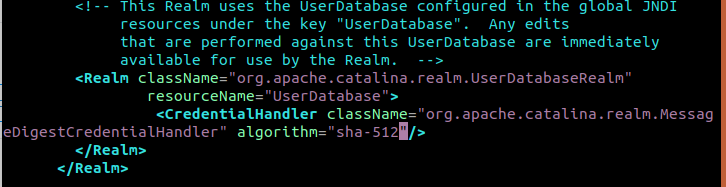 <!-- This Realm uses the UserDatabase configured in the global JNDI
resources under the key "UserDatabase".  Any edits
that are performed against this UserDatabase are immediately
available for use by the Realm.  -->
<Realm className="org.apache.catalina.realm.UserDatabaseRealm"
resourceName="UserDatabase">
<CredentialHandler className="org.apache.catalina.realm.Messag
eDigestCredentialHandler" algorithm="sha-512"/>
</Realm>
</Realm>